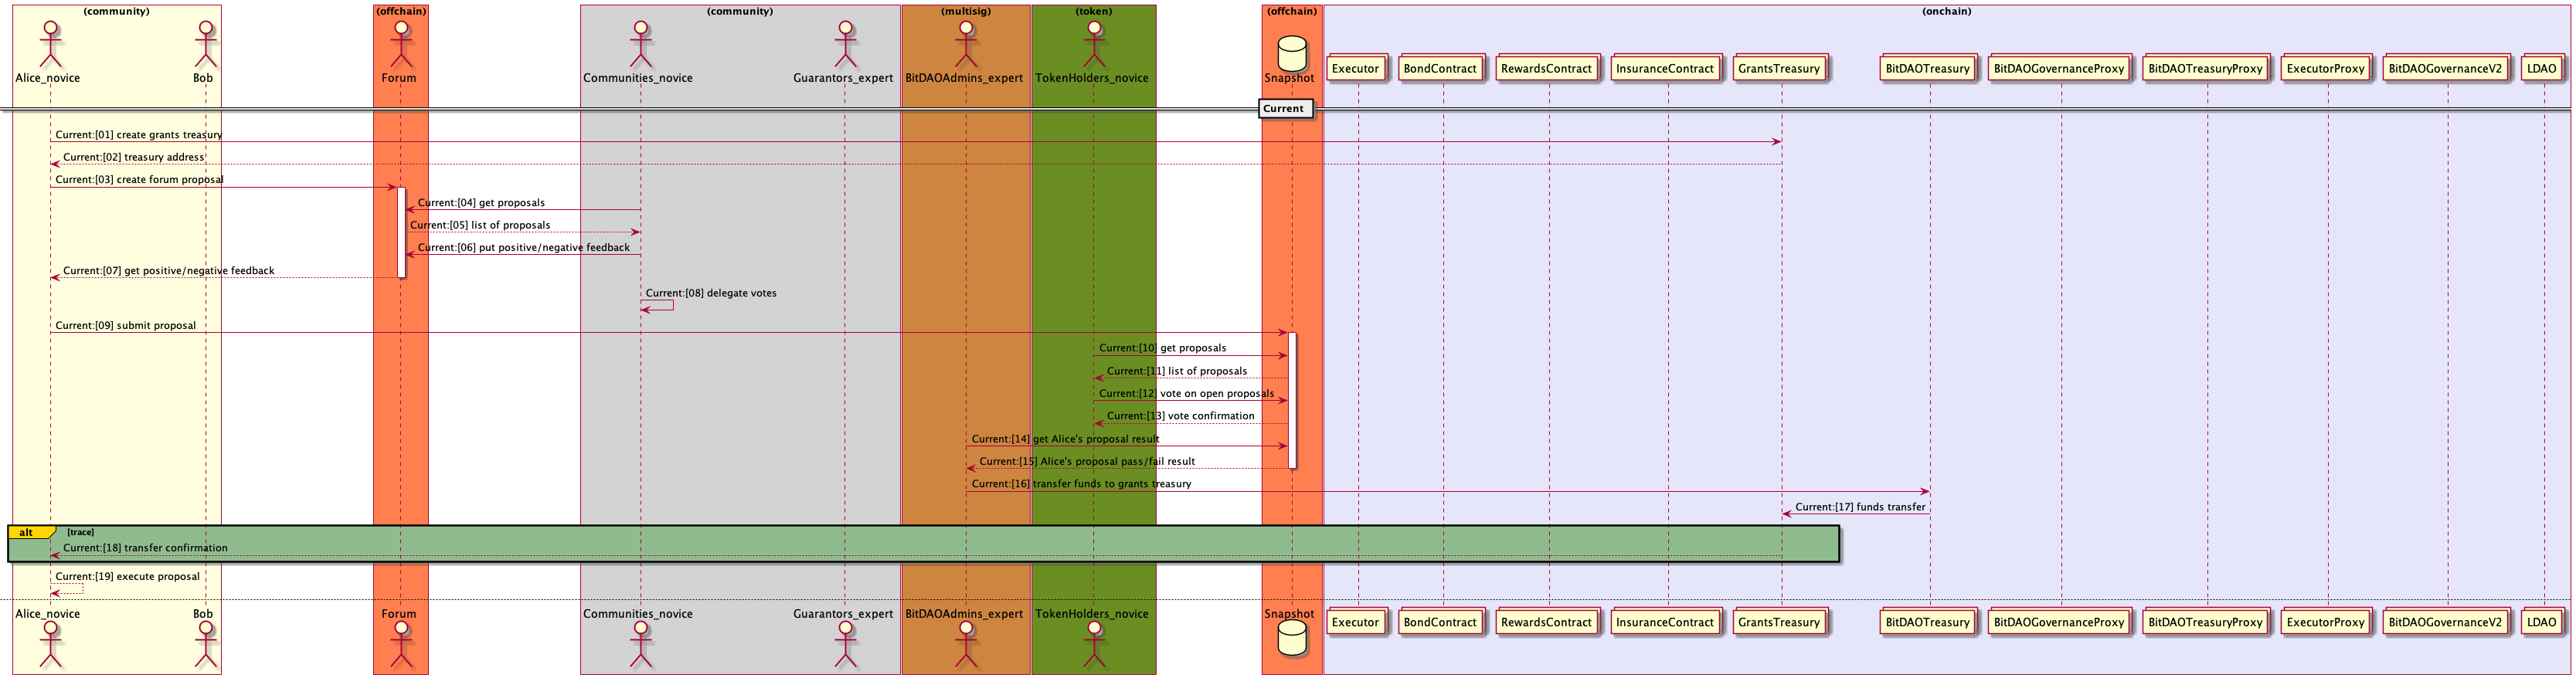 (community)
(offchain)
(community)
(multisig)
(token)
(offchain)
(onchain)
Alice_novice
Bob
Forum
Communities_novice
Guarantors_expert
BitDAOAdmins_expert
TokenHolders_novice
Snapshot
Executor
BondContract
RewardsContract
InsuranceContract
GrantsTreasury
BitDAOTreasury
BitDAOGovernanceProxy
BitDAOTreasuryProxy
ExecutorProxy
BitDAOGovernanceV2
LDAO
Current
Current:[01] create grants treasury
Current:[02] treasury address
Current:[03] create forum proposal
Current:[04] get proposals
Current:[05] list of proposals
Current:[06] put positive/negative feedback
Current:[07] get positive/negative feedback
Current:[08] delegate votes
Current:[09] submit proposal
Current:[10] get proposals
Current:[11] list of proposals
Current:[12] vote on open proposals
Current:[13] vote confirmation
Current:[14] get Alice's proposal result
Current:[15] Alice's proposal pass/fail result
Current:[16] transfer funds to grants treasury
Current:[17] funds transfer
alt
[trace]
Current:[18] transfer confirmation
Current:[19] execute proposal
Alice_novice
Bob
Forum
Communities_novice
Guarantors_expert
BitDAOAdmins_expert
TokenHolders_novice
Snapshot
Executor
BondContract
RewardsContract
InsuranceContract
GrantsTreasury
BitDAOTreasury
BitDAOGovernanceProxy
BitDAOTreasuryProxy
ExecutorProxy
BitDAOGovernanceV2
LDAO